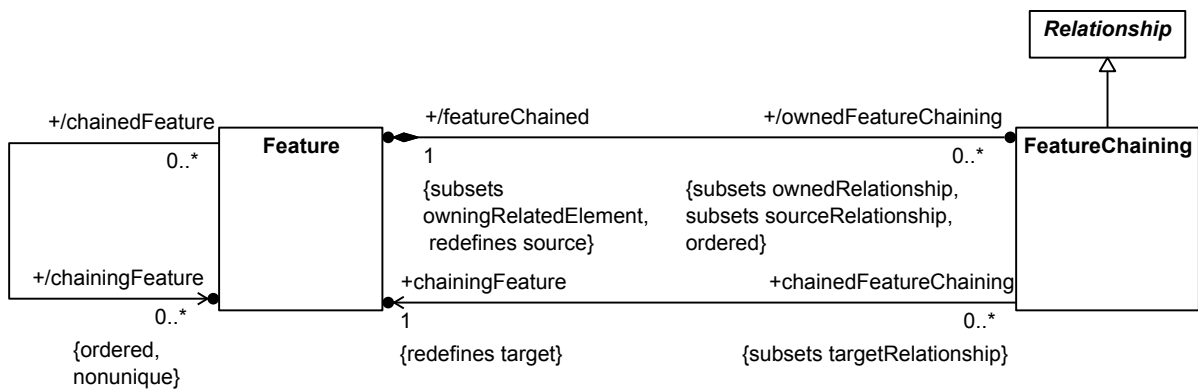 Relationship
+/chainedFeature
+/featureChained
+/ownedFeatureChaining
Feature
FeatureChaining
0..*
1
0..*
{subsets
owningRelatedElement,
redefines source}
{subsets ownedRelationship,
subsets sourceRelationship,
ordered}
+/chainingFeature
+chainingFeature
+chainedFeatureChaining
0..*
1
0..*
{ordered,
nonunique}
{redefines target}
{subsets targetRelationship}